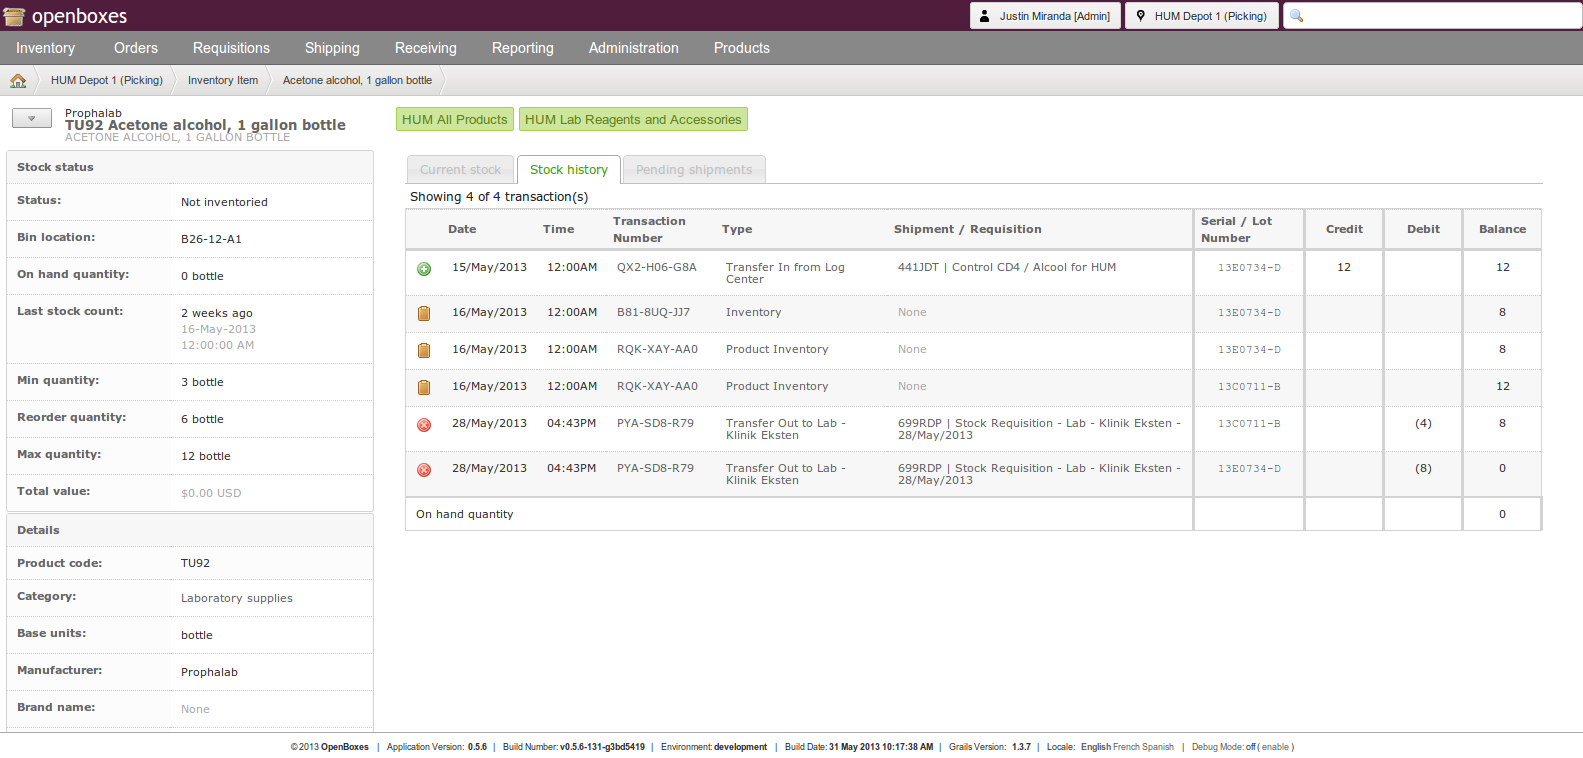 openboxes
Justin Miranda [Admin]
HUM Depot 1 (Picking)
Inventory Orders Requisitions Shipping Receiving Reporting Administration Products
HUM Depot 1 (Picking) Inventory Item Acetone alcohol, 1 gallon bottle
Prophalab
TU92 Acetone alcohol, 1 gallon bottle
ACETONE ALCOHOL, 1 GALLON BOTTLE
Stock status
Status: Not inventoried
Bin location: B26-12-A1
On hand quantity: 0 bottle
Last stock count: 2 weeks ago
16-May-2013
12:00:00 AM
Min quantity: 3 bottle
Reorder quantity: 6 bottle
Max quantity: 12 bottle
Total value: $0.00 USD
Details
Product code: TU92
Category: Laboratory supplies
Base units: bottle
Manufacturer: Prophalab
Brand name: None
HUM All Products HUM Lab Reagents and Accessories
Current stock Stock history Pending shipments
Showing 4 of 4 transaction(s)
Date Time Transaction Number Type Shipment / Requisition Serial / Lot Number Credit Debit Balance
15/May/2013 12:00AM QX2-H06-G8A Transfer In from Log Center 441JDT | Control CD4 / Alcool for HUM 13E0734-D 12 12
16/May/2013 12:00AM B81-8UQ-JJ7 Inventory None 13E0734-D 8
16/May/2013 12:00AM RQK-XAY-AA0 Product Inventory None 13E0734-D 8
16/May/2013 12:00AM RQK-XAY-AA0 Product Inventory None 13C0711-B 12
28/May/2013 04:43PM PYA-SD8-R79 Transfer Out to Lab - Klinik Eksten 699RDP | Stock Requisition - Lab - Klinik Eksten - 28/May/2013 13C0711-B (4) 8
28/May/2013 04:43PM PYA-SD8-R79 Transfer Out to Lab - Klinik Eksten 699RDP | Stock Requisition - Lab - Klinik Eksten - 28/May/2013 13E0734-D (8) 0
On hand quantity 0
© 2013 OpenBoxes | Application Version: 0.5.6 | Build Number: v0.5.6-131-g3bd5419 | Environment: development | Build Date: 31 May 2013 10:17:38 AM | Grails Version: 1.3.7 | Locale: English French Spanish | Debug Mode: off ( enable )